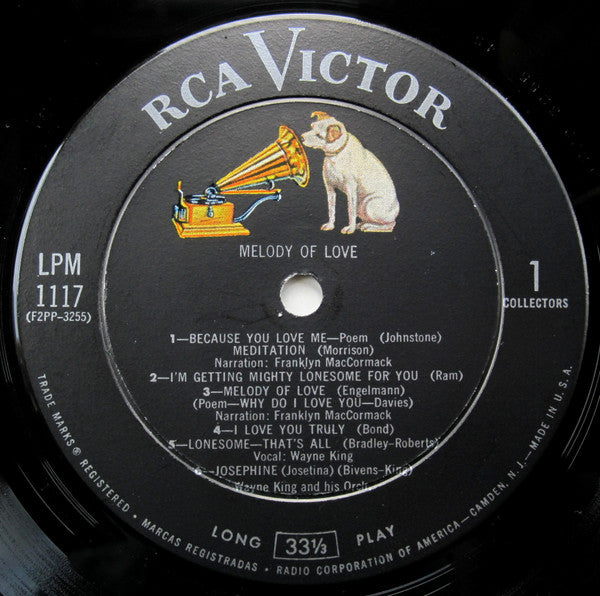 RCA VICTOR
MELODY OF LOVE
LPM
1117
(F2PP-3255)
1
COLLECTORS
1—BECAUSE YOU LOVE ME—Poem (Johnstone)
MEDITATION (Morrison)
Narration: Franklyn MacCormack
2—I'M GETTING MIGHTY LONESOME FOR YOU (Ram)
3—MELODY OF LOVE (Engelmann)
(Poem—WHY DO I LOVE YOU—Davies)
Narration: Franklyn MacCormack
4—I LOVE YOU TRULY (Bond)
5—LONESOME—THAT'S ALL (Bradley-Roberts)
Vocal: Wayne King
6—JOSEPHINE (Josetina) (Bivens-King)
Wayne King and his Orch.
LONG 33⅓ PLAY
TRADE MARKS ® REGISTERED • MARCAS REGISTRADAS • RADIO CORPORATION OF AMERICA—CAMDEN, N. J.—MADE IN U. S. A.